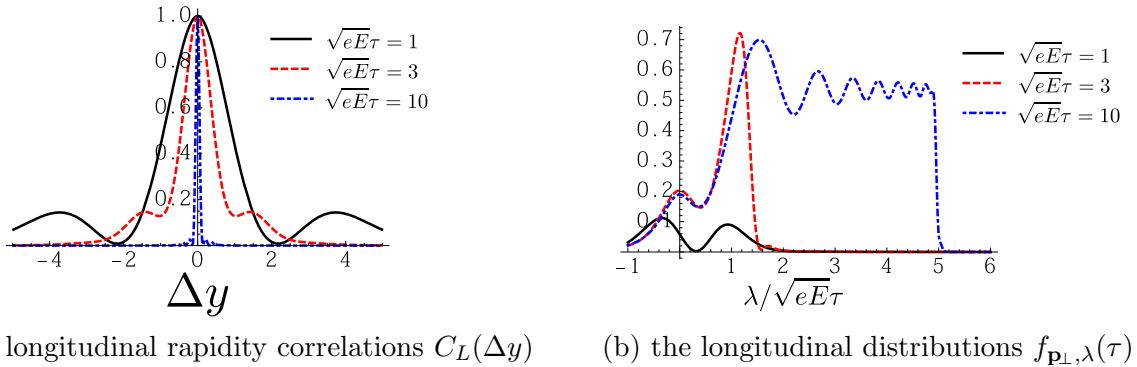 1.0
0.8
0.6
0.4
0.2
−4 −2 0 2 4
Δy
√eEτ = 1
√eEτ = 3
√eEτ = 10
longitudinal rapidity correlations C_L(Δy)
0.7
0.6
0.5
0.4
0.3
0.2
0.1
−1 0 1 2 3 4 5 6
λ/√eEτ
√eEτ = 1
√eEτ = 3
√eEτ = 10
(b) the longitudinal distributions f_{p⊥,λ}(τ)